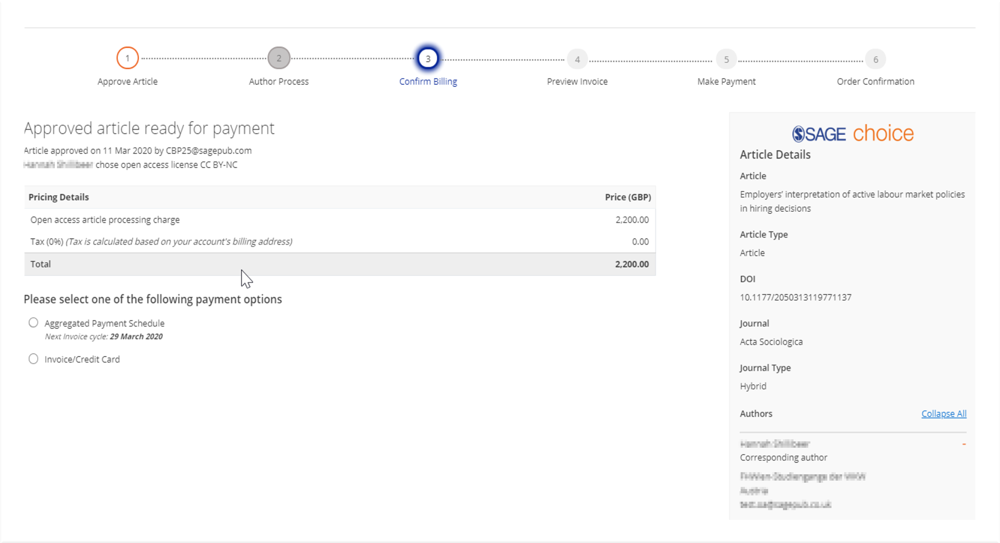 1
2
3
4
5
6
Approve Article
Author Process
Confirm Billing
Preview Invoice
Make Payment
Order Confirmation
Approved article ready for payment
Article approved on 11 Mar 2020 by CBP25@sagepub.com
chose open access license CC BY-NC
Pricing Details Price (GBP)
Open access article processing charge 2,200.00
Tax (0%) (Tax is calculated based on your account's billing address) 0.00
Total 2,200.00
Please select one of the following payment options
Aggregated Payment Schedule
Next Invoice cycle: 29 March 2020
Invoice/Credit Card
SAGE choice
Article Details
Article
Employers’ interpretation of active labour market policies
in hiring decisions
Article Type
Article
DOI
10.1177/2050313119771137
Journal
Acta Sociologica
Journal Type
Hybrid
Authors Collapse All
-
Corresponding author